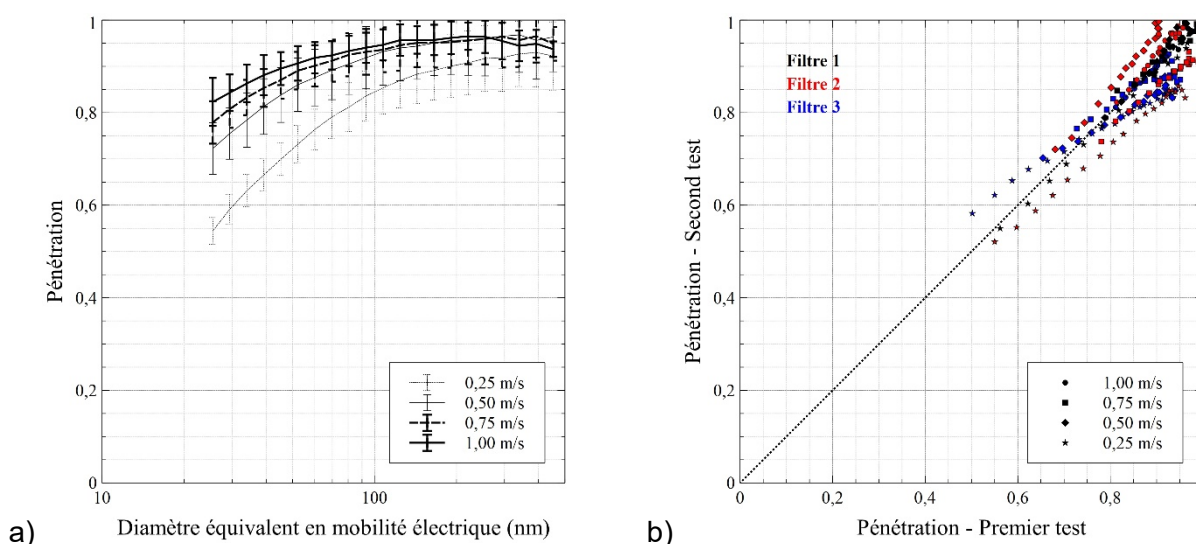 1
0,8
0,6
0,4
0,2
0
Pénétration
0,25 m/s
0,50 m/s
0,75 m/s
1,00 m/s
10
100
Diamètre équivalent en mobilité électrique (nm)
a)
1
0,8
0,6
0,4
0,2
0
Pénétration - Second test
Filtre 1
Filtre 2
Filtre 3
1,00 m/s
0,75 m/s
0,50 m/s
0,25 m/s
0
0,2
0,4
0,6
0,8
Pénétration - Premier test
b)